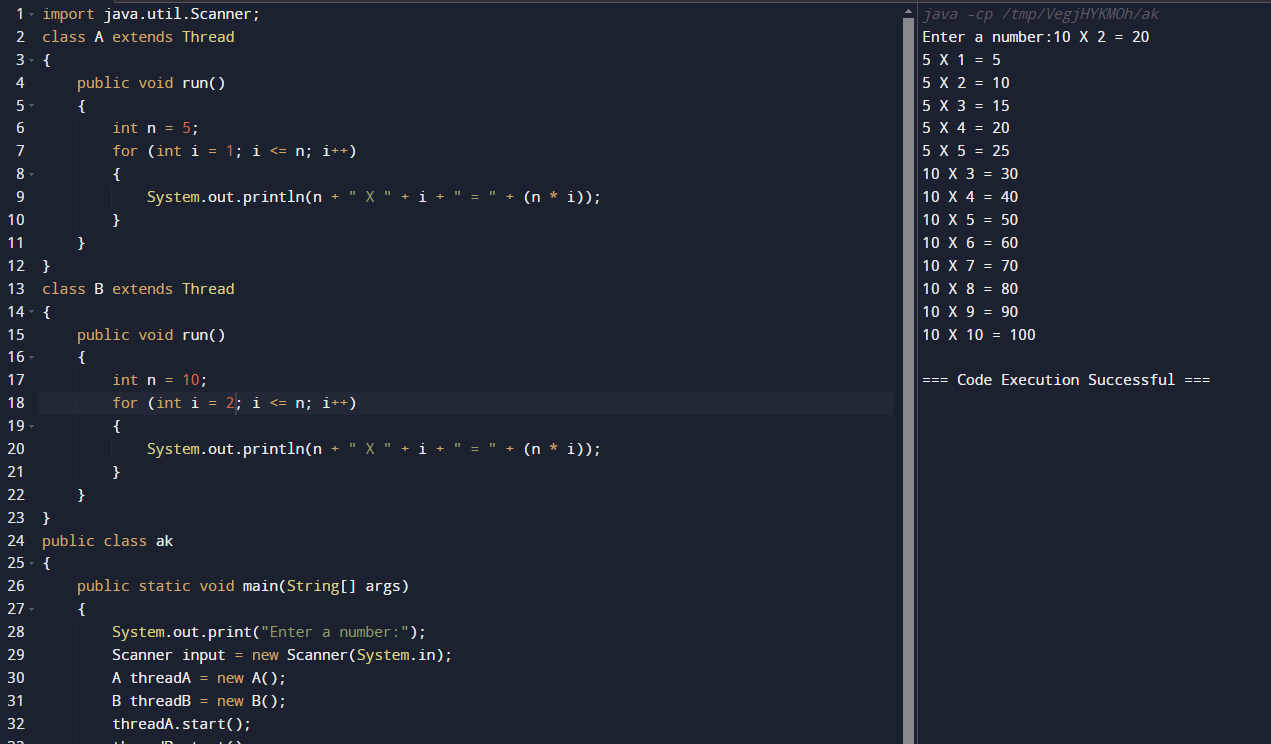 1 import java.util.Scanner;
2 class A extends Thread
3 {
4     public void run()
5     {
6         int n = 5;
7         for (int i = 1; i <= n; i++)
8         {
9             System.out.println(n + " X " + i + " = " + (n * i));
10         }
11     }
12 }
13 class B extends Thread
14 {
15     public void run()
16     {
17         int n = 10;
18         for (int i = 2; i <= n; i++)
19         {
20             System.out.println(n + " X " + i + " = " + (n * i));
21         }
22     }
23 }
24 public class ak
25 {
26     public static void main(String[] args)
27     {
28         System.out.print("Enter a number:");
29         Scanner input = new Scanner(System.in);
30         A threadA = new A();
31         B threadB = new B();
32         threadA.start();
java -cp /tmp/VegjHYKMOh/ak
Enter a number:10 X 2 = 20
5 X 1 = 5
5 X 2 = 10
5 X 3 = 15
5 X 4 = 20
5 X 5 = 25
10 X 3 = 30
10 X 4 = 40
10 X 5 = 50
10 X 6 = 60
10 X 7 = 70
10 X 8 = 80
10 X 9 = 90
10 X 10 = 100
=== Code Execution Successful ===